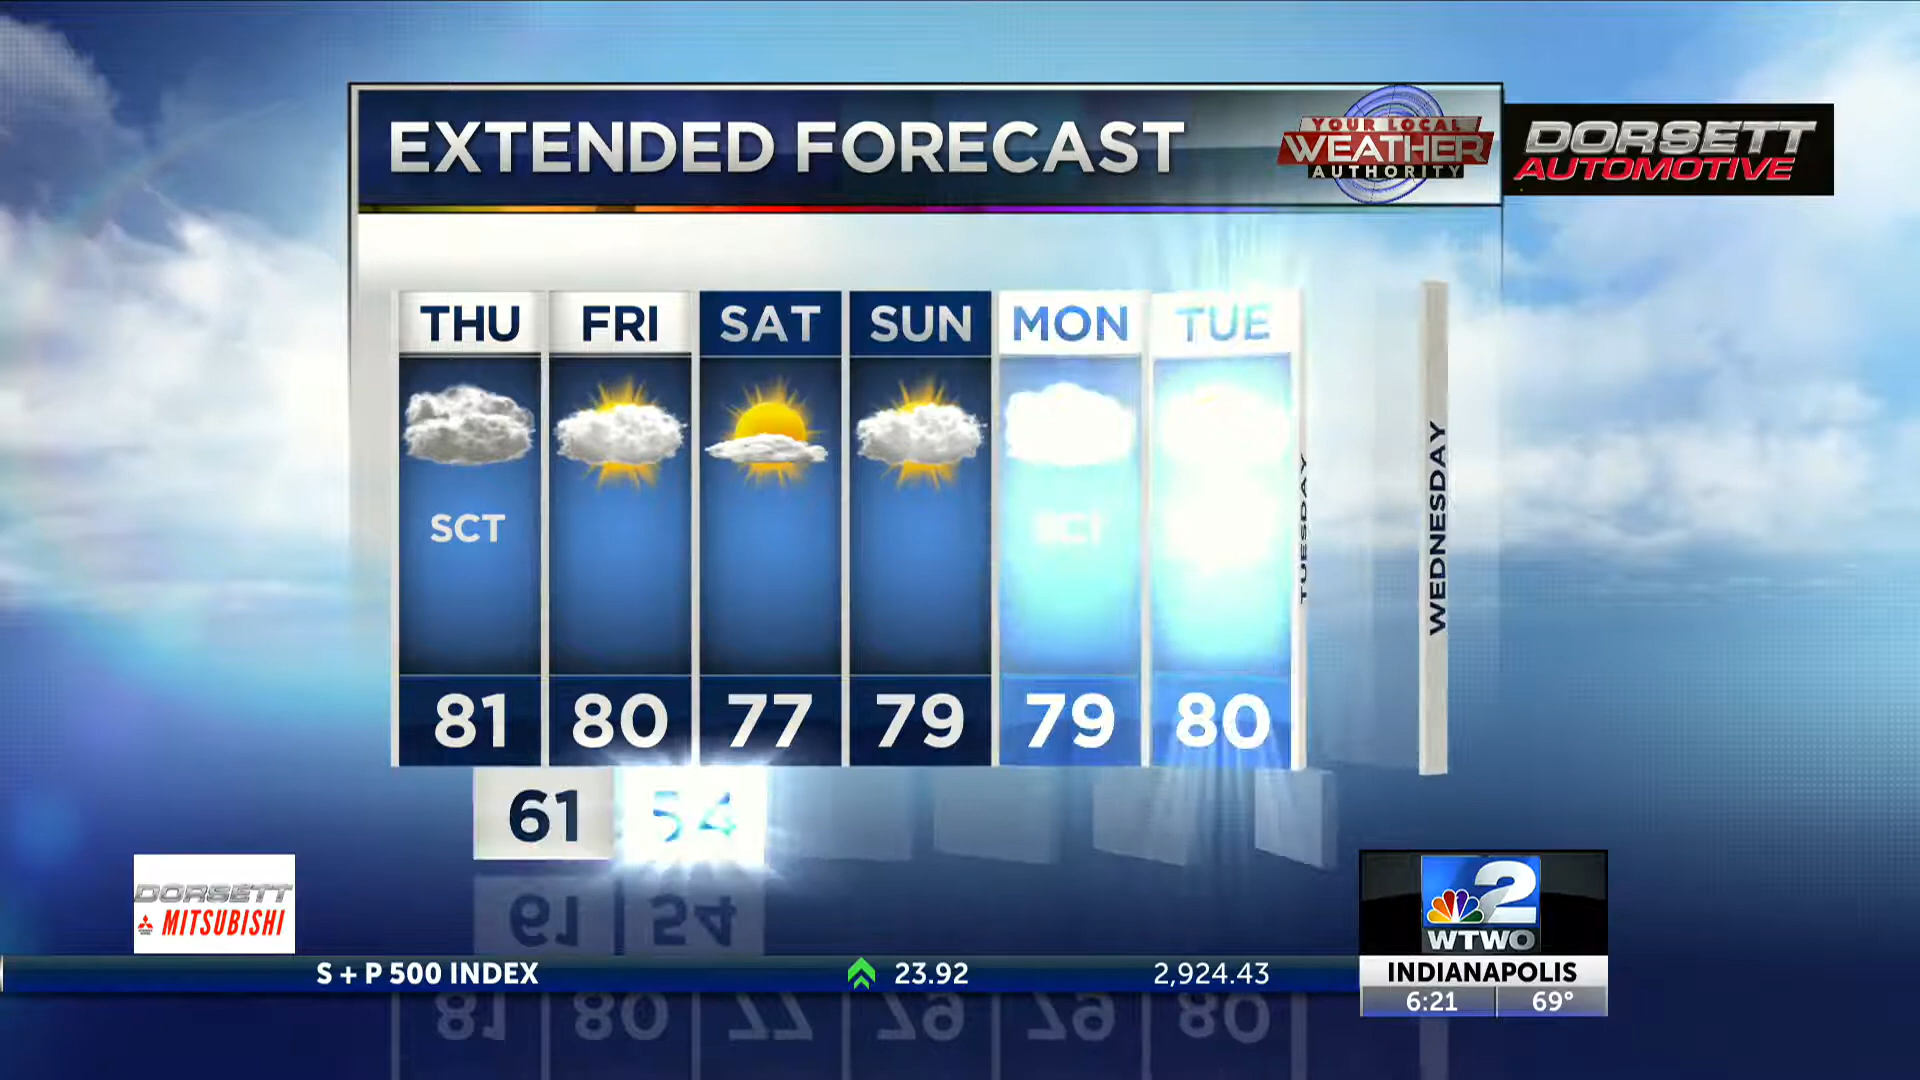 EXTENDED FORECAST
YOUR LOCAL
WEATHER
AUTHORITY
DORSETT
AUTOMOTIVE
THU FRI SAT SUN MON TUE
TUESDAY
WEDNESDAY
SCT SCT
81 80 77 79 79 80
61 54
DORSETT
MITSUBISHI
2
WTWO
S + P 500 INDEX 23.92 2,924.43
INDIANAPOLIS
6:21 69°